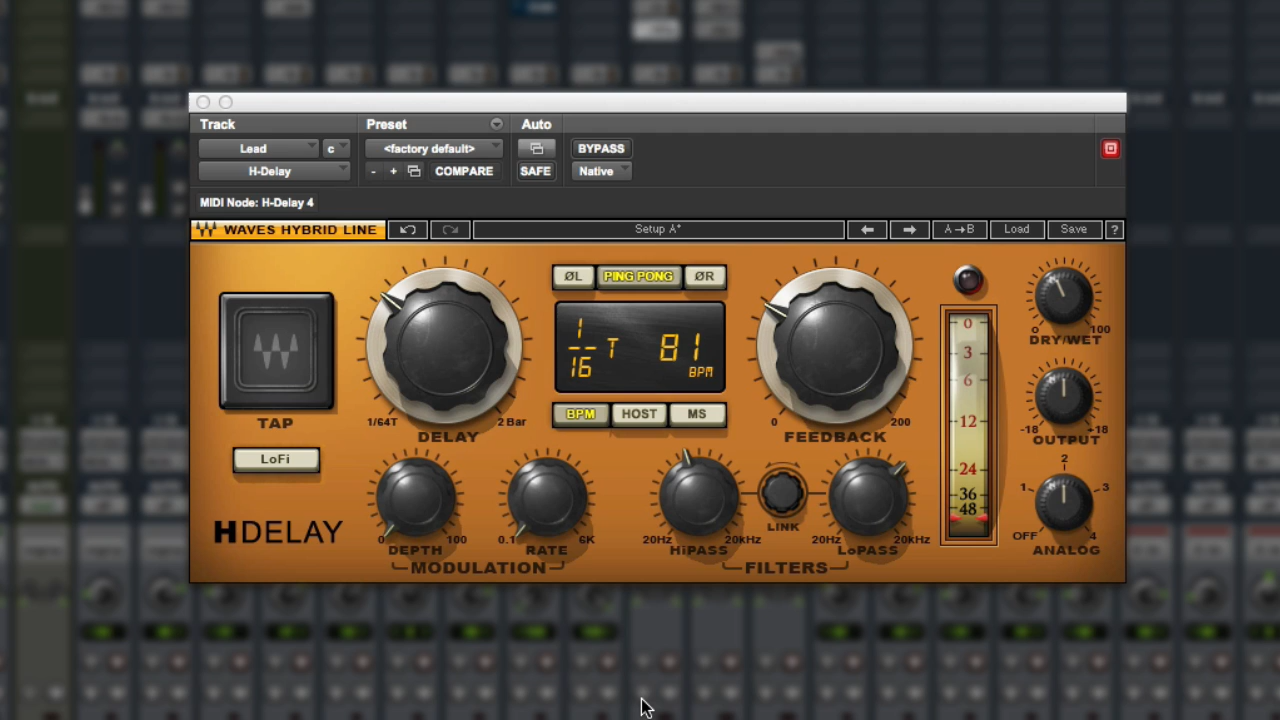 Track Preset Auto
Lead c <factory default> BYPASS
H-Delay - + COMPARE SAFE Native
MIDI Node: H-Delay 4
WAVES HYBRID LINE Setup A* A→B Load Save ?
ØL PING PONG ØR
1/16 T 81 BPM
BPM HOST MS
TAP
LoFi
HDELAY
1/64T 2 Bar
DELAY
0 200
FEEDBACK
0 100
DEPTH
0.1 6K
RATE
MODULATION
20Hz 20kHz
HiPASS
LINK
20Hz 20kHz
LoPASS
FILTERS
0
3
6
12
24
36
48
0 100
DRY/WET
-18 +18
OUTPUT
2
1 3
OFF 4
ANALOG